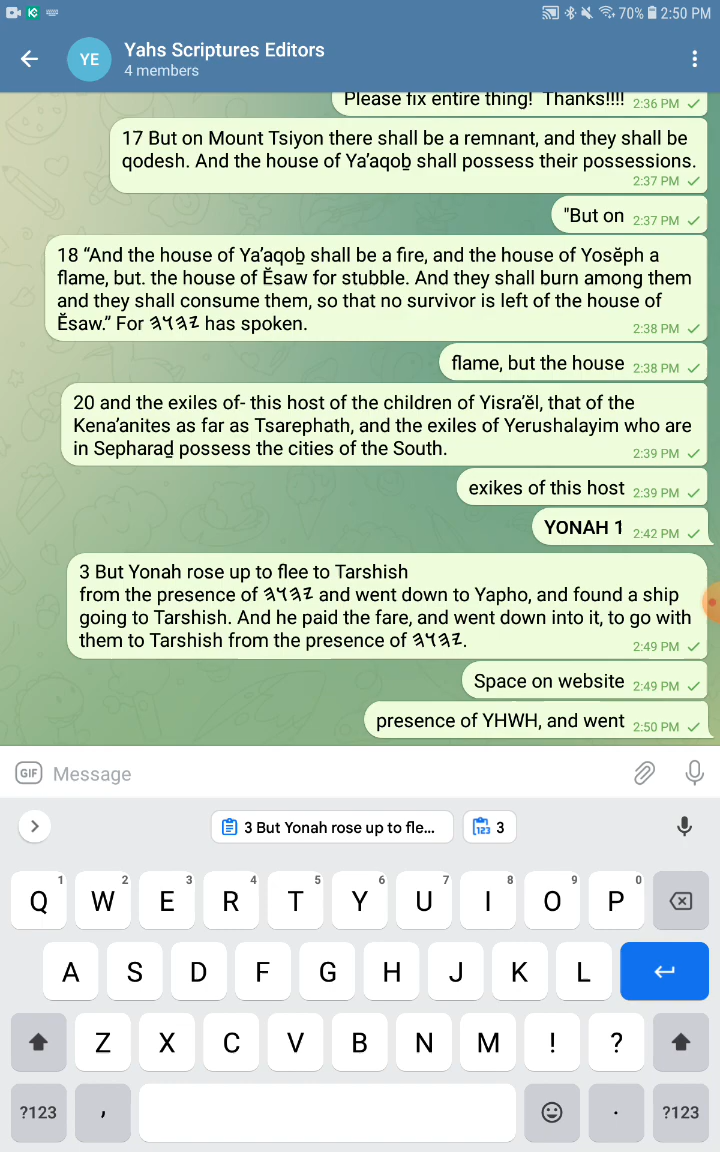 70% 2:50 PM
YE
Yahs Scriptures Editors
4 members
Please fix entire thing! Thanks!!!! 2:36 PM
17 But on Mount Tsiyon there shall be a remnant, and they shall be
qodesh. And the house of Ya’aqoḇ shall possess their possessions.
2:37 PM
"But on 2:37 PM
18 “And the house of Ya’aqoḇ shall be a fire, and the house of Yosĕph a
flame, but. the house of Ĕsaw for stubble. And they shall burn among them
and they shall consume them, so that no survivor is left of the house of
Ĕsaw.” For 𐤉𐤄𐤅𐤄 has spoken.
2:38 PM
flame, but the house 2:38 PM
20 and the exiles of- this host of the children of Yisra’ĕl, that of the
Kena’anites as far as Tsarephath, and the exiles of Yerushalayim who are
in Sepharaḏ possess the cities of the South.
2:39 PM
exikes of this host 2:39 PM
YONAH 1 2:42 PM
3 But Yonah rose up to flee to Tarshish
from the presence of 𐤉𐤄𐤅𐤄 and went down to Yapho, and found a ship
going to Tarshish. And he paid the fare, and went down into it, to go with
them to Tarshish from the presence of 𐤉𐤄𐤅𐤄.
2:49 PM
Space on website 2:49 PM
presence of YHWH, and went 2:50 PM
GIF Message
3 But Yonah rose up to fle... 123 3
Q 1 W 2 E 3 R 4 T 5 Y 6 U 7 I 8 O 9 P 0
A S D F G H J K L
Z X C V B N M ! ?
?123 , . ?123